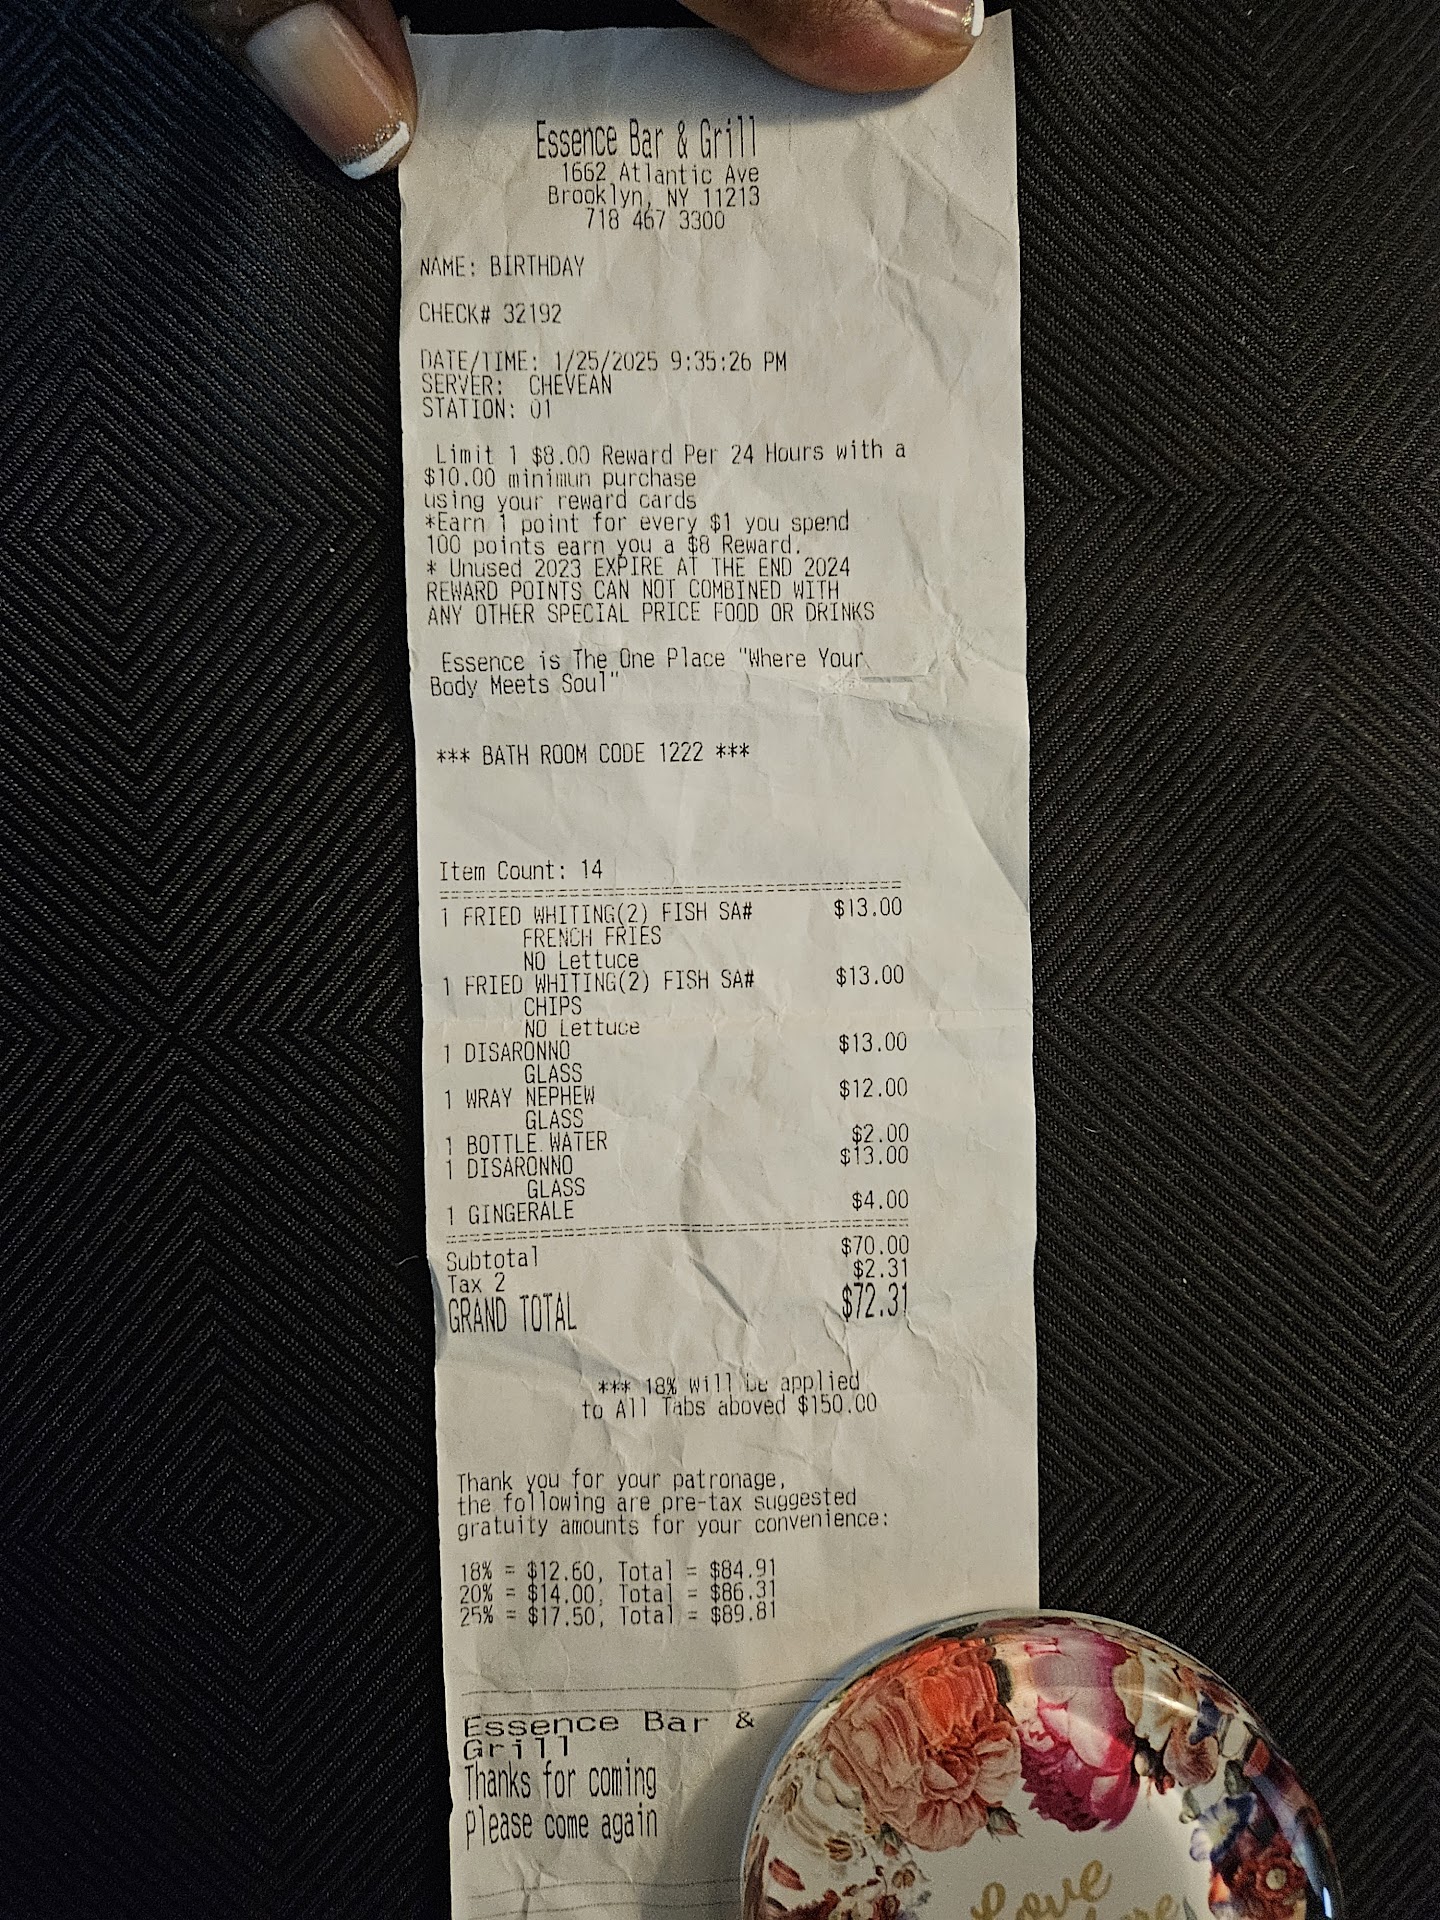 Essence Bar & Grill
1662 Atlantic Ave
Brooklyn, NY 11213
718 467 3300
NAME: BIRTHDAY
CHECK# 32192
DATE/TIME: 1/25/2025 9:35:26 PM
SERVER: CHEVEAN
STATION: 01
Limit 1 $8.00 Reward Per 24 Hours with a
$10.00 minimun purchase
using your reward cards
*Earn 1 point for every $1 you spend
100 points earn you a $8 Reward.
* Unused 2023 EXPIRE AT THE END 2024
REWARD POINTS CAN NOT COMBINED WITH
ANY OTHER SPECIAL PRICE FOOD OR DRINKS
Essence is The One Place "Where Your
Body Meets Soul"
*** BATH ROOM CODE 1222 ***
Item Count: 14
1 FRIED WHITING(2) FISH SA# $13.00
FRENCH FRIES
NO Lettuce
1 FRIED WHITING(2) FISH SA# $13.00
CHIPS
NO Lettuce
1 DISARONNO $13.00
GLASS
1 WRAY NEPHEW $12.00
GLASS
1 BOTTLE WATER $2.00
1 DISARONNO $13.00
GLASS
1 GINGERALE $4.00
Subtotal $70.00
Tax 2 $2.31
GRAND TOTAL $72.31
*** 18% will be applied
to All Tabs aboved $150.00
Thank you for your patronage,
the following are pre-tax suggested
gratuity amounts for your convenience:
18% = $12.60, Total = $84.91
20% = $14.00, Total = $86.31
25% = $17.50, Total = $89.81
Essence Bar &
Grill
Thanks for coming
Please come again
Love